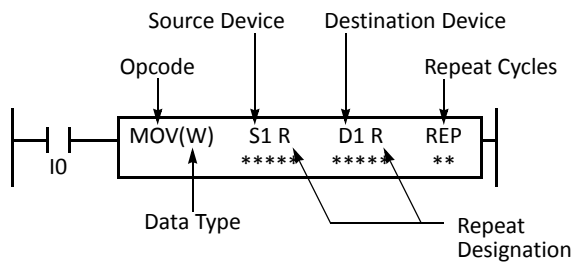 Source Device Destination Device
Opcode Repeat Cycles
MOV(W) S1 R D1 R REP
***** ***** **
I0
Data Type
Repeat
Designation